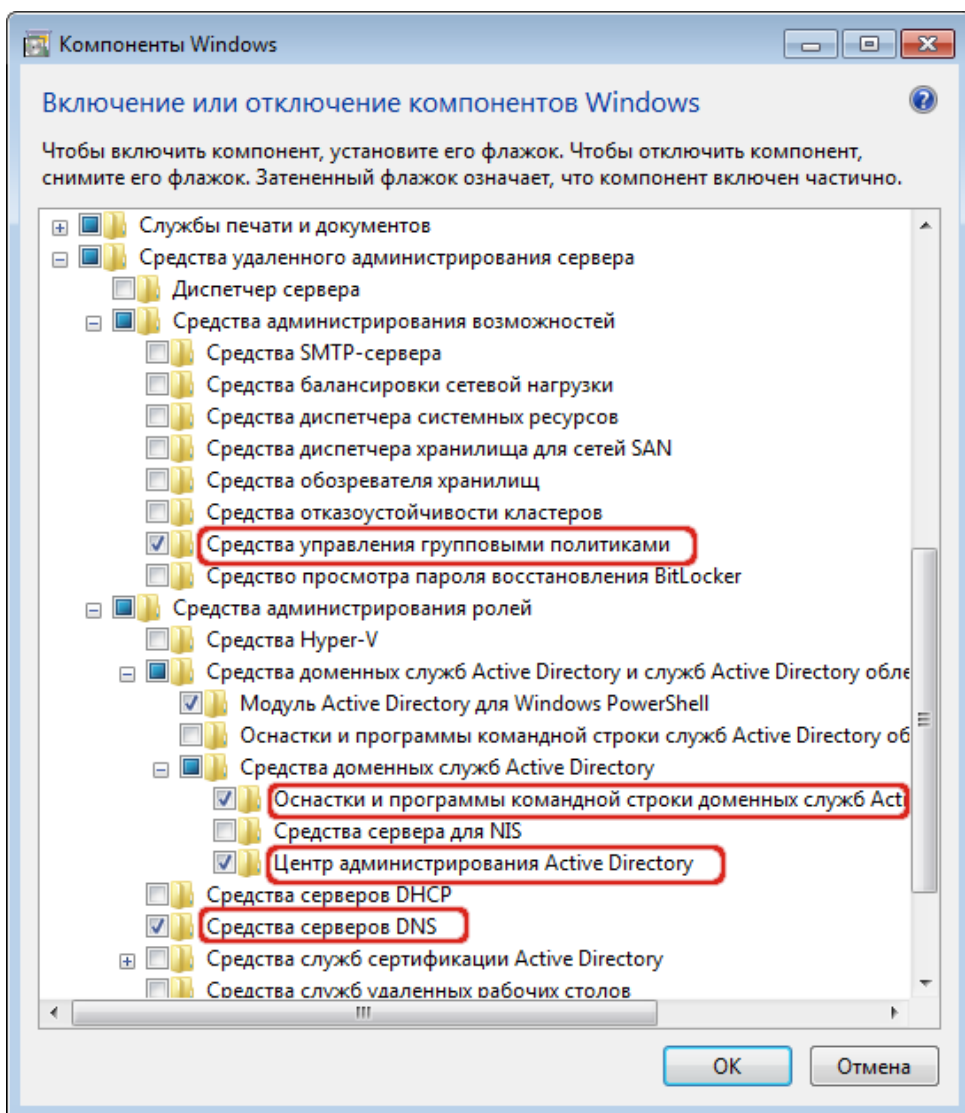 Компоненты Windows
Включение или отключение компонентов Windows
Чтобы включить компонент, установите его флажок. Чтобы отключить компонент,
снимите его флажок. Затененный флажок означает, что компонент включен частично.
Службы печати и документов
Средства удаленного администрирования сервера
Диспетчер сервера
Средства администрирования возможностей
Средства SMTP-сервера
Средства балансировки сетевой нагрузки
Средства диспетчера системных ресурсов
Средства диспетчера хранилища для сетей SAN
Средства обозревателя хранилищ
Средства отказоустойчивости кластеров
Средства управления групповыми политиками
Средство просмотра пароля восстановления BitLocker
Средства администрирования ролей
Средства Hyper-V
Средства доменных служб Active Directory и служб Active Directory обле
Модуль Active Directory для Windows PowerShell
Оснастки и программы командной строки служб Active Directory об
Средства доменных служб Active Directory
Оснастки и программы командной строки доменных служб Acti
Средства сервера для NIS
Центр администрирования Active Directory
Средства серверов DHCP
Средства серверов DNS
Средства служб сертификации Active Directory
Средства служб удаленных рабочих столов
OK
Отмена